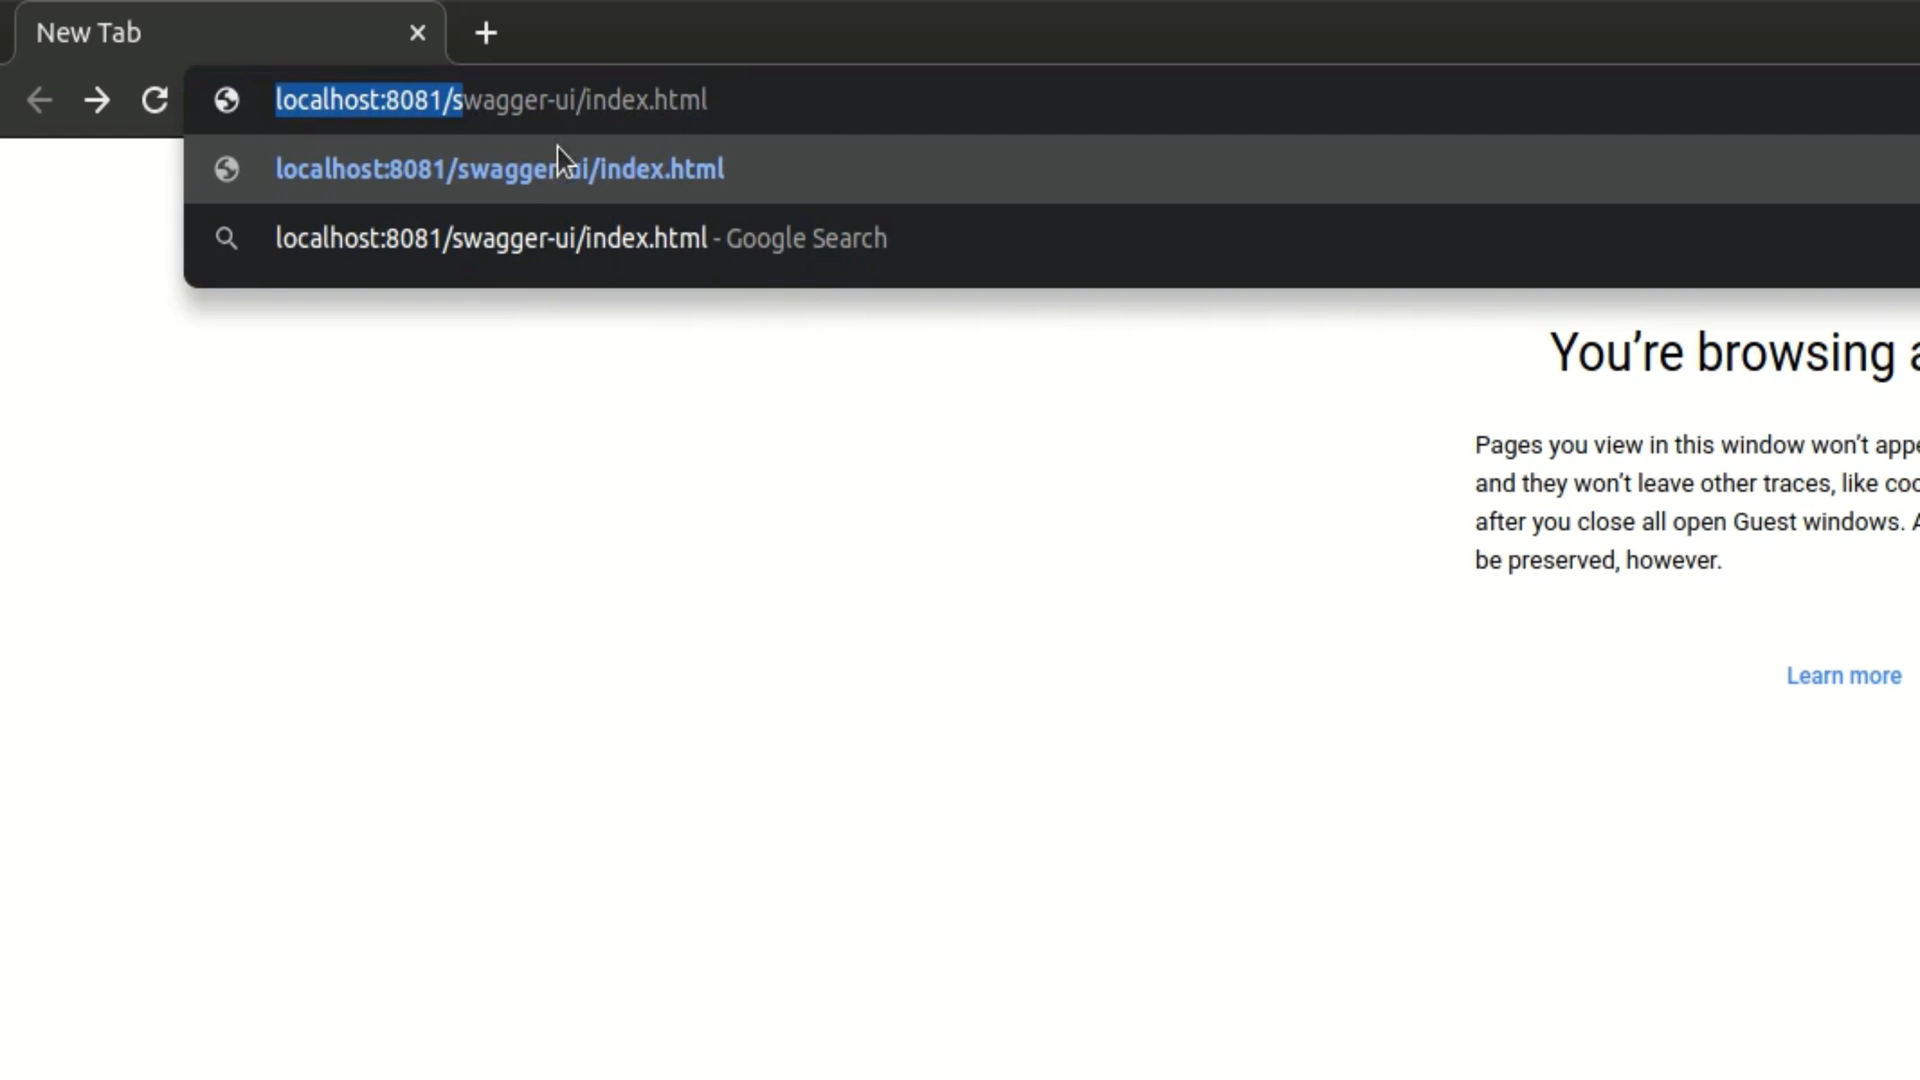 New Tab
localhost:8081/swagger-ui/index.html
localhost:8081/swagger-ui/index.html
localhost:8081/swagger-ui/index.html - Google Search
You’re browsing a
Pages you view in this window won’t appe
and they won’t leave other traces, like coo
after you close all open Guest windows. A
be preserved, however.
Learn more